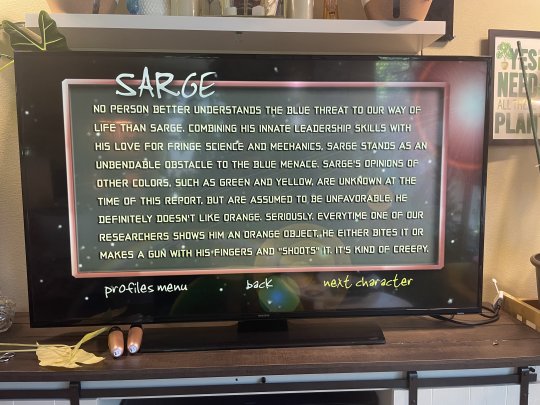 SARGE
NO PERSON BETTER UNDERSTANDS THE BLUE THREAT TO OUR WAY OF
LIFE THAN SARGE. COMBINING HIS INNATE LEADERSHIP SKILLS WITH
HIS LOVE FOR FRINGE SCIENCE AND MECHANICS, SARGE STANDS AS AN
UNBENDABLE OBSTACLE TO THE BLUE MENACE. SARGE'S OPINIONS OF
OTHER COLORS, SUCH AS GREEN AND YELLOW, ARE UNKNOWN AT THE
TIME OF THIS REPORT, BUT ARE ASSUMED TO BE UNFAVORABLE. HE
DEFINITELY DOESN'T LIKE ORANGE. SERIOUSLY, EVERYTIME ONE OF OUR
RESEARCHERS SHOWS HIM AN ORANGE OBJECT, HE EITHER BITES IT OR
MAKES A GUN WITH HIS FINGERS AND "SHOOTS" IT. IT'S KIND OF CREEPY.
profiles menu back next character
YES
NEED
ALL THE
PLAN